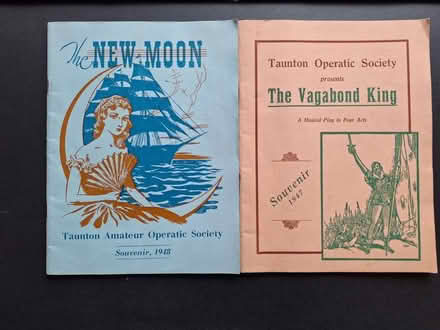 The NEW MOON
Taunton Amateur Operatic Society
Souvenir, 1948
Taunton Operatic Society
presents
The Vagabond King
A Musical Play in Four Acts
Souvenir
1947